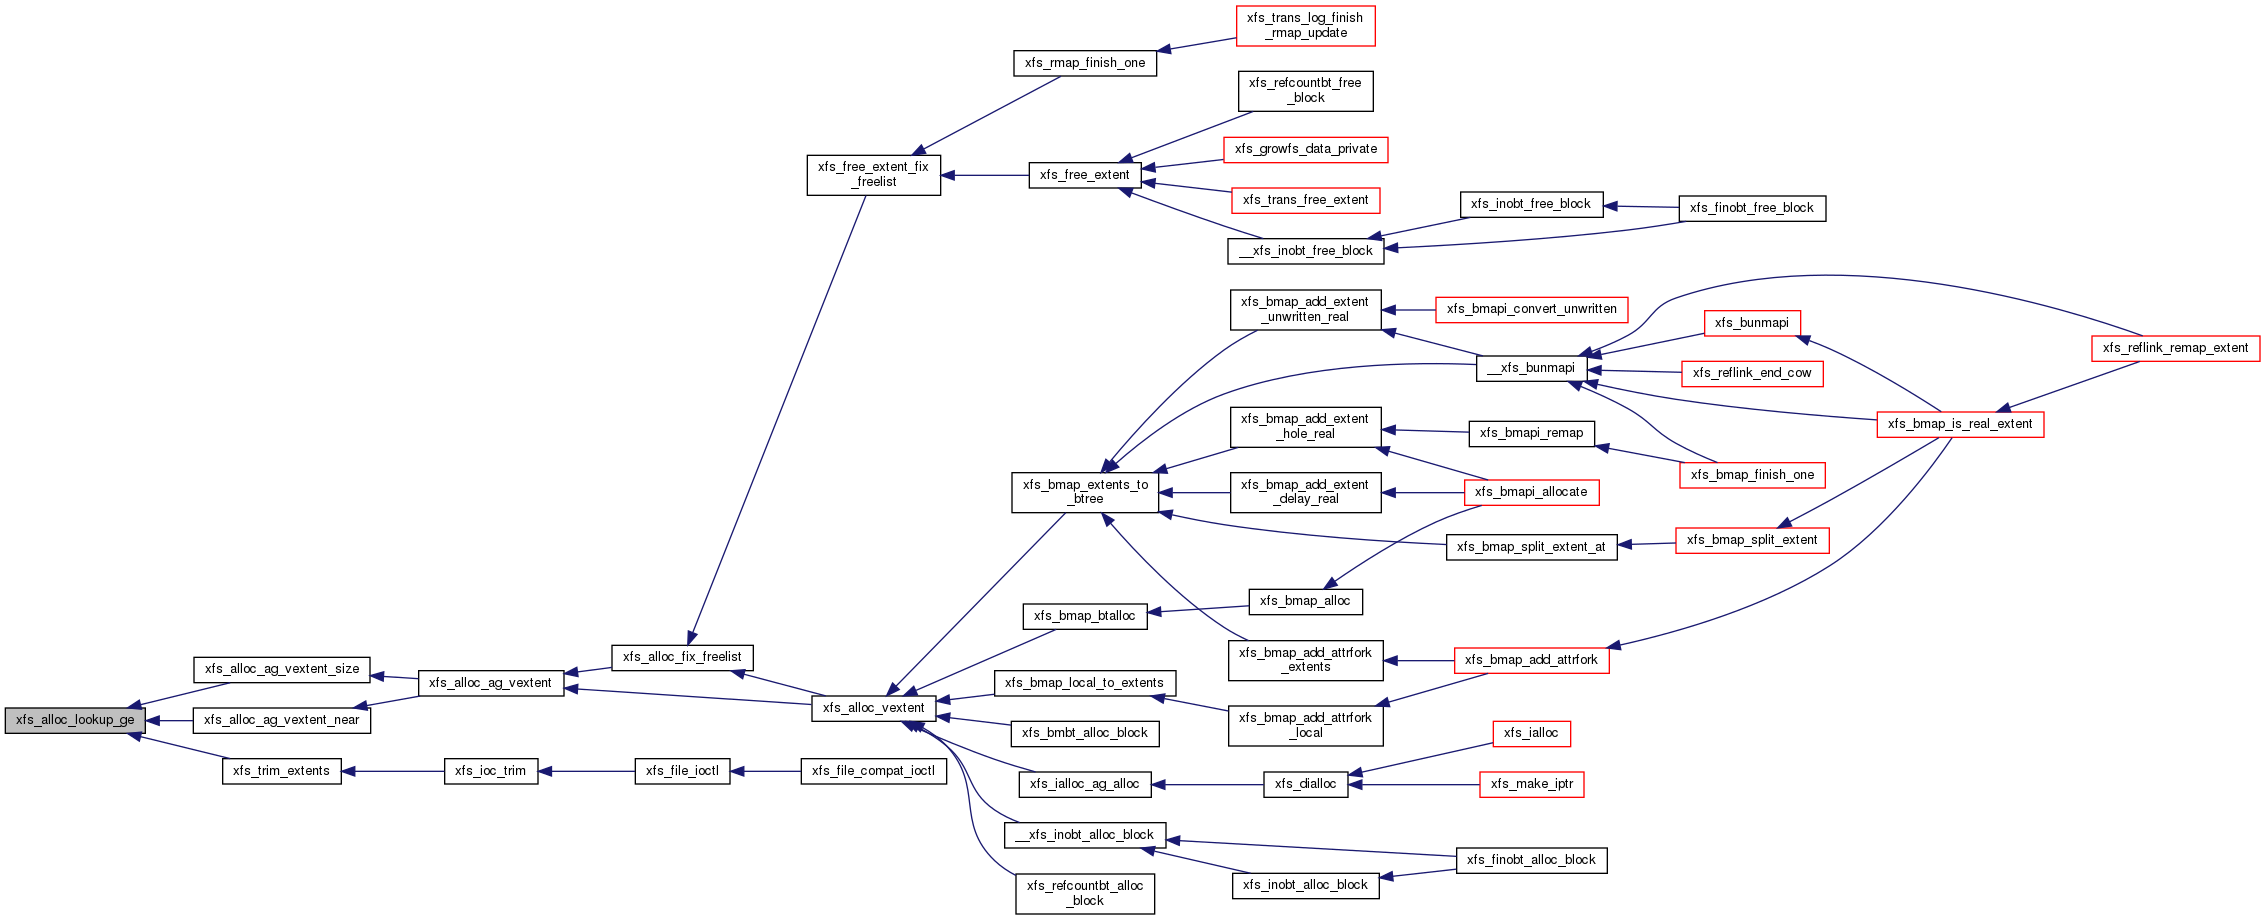 xfs_trans_log_finish
_rmap_update
xfs_rmap_finish_one
xfs_refcountbt_free
_block
xfs_growfs_data_private
xfs_free_extent_fix
_freelist
xfs_free_extent
xfs_trans_free_extent
xfs_inobt_free_block
xfs_finobt_free_block
__xfs_inobt_free_block
xfs_bmap_add_extent
_unwritten_real
xfs_bmapi_convert_unwritten
xfs_bunmapi
xfs_reflink_remap_extent
__xfs_bunmapi
xfs_reflink_end_cow
xfs_bmap_add_extent
_hole_real
xfs_bmapi_remap
xfs_bmap_is_real_extent
xfs_bmap_finish_one
xfs_bmap_extents_to
_btree
xfs_bmap_add_extent
_delay_real
xfs_bmapi_allocate
xfs_bmap_split_extent_at
xfs_bmap_split_extent
xfs_bmap_alloc
xfs_bmap_btalloc
xfs_alloc_fix_freelist
xfs_bmap_add_attrfork
_extents
xfs_bmap_add_attrfork
xfs_alloc_ag_vextent_size
xfs_alloc_ag_vextent
xfs_bmap_local_to_extents
xfs_alloc_vextent
xfs_alloc_lookup_ge
xfs_alloc_ag_vextent_near
xfs_bmap_add_attrfork
_local
xfs_bmbt_alloc_block
xfs_ialloc
xfs_trim_extents
xfs_ioc_trim
xfs_file_ioctl
xfs_file_compat_ioctl
xfs_ialloc_ag_alloc
xfs_dialloc
xfs_make_iptr
__xfs_inobt_alloc_block
xfs_finobt_alloc_block
xfs_inobt_alloc_block
xfs_refcountbt_alloc
_block